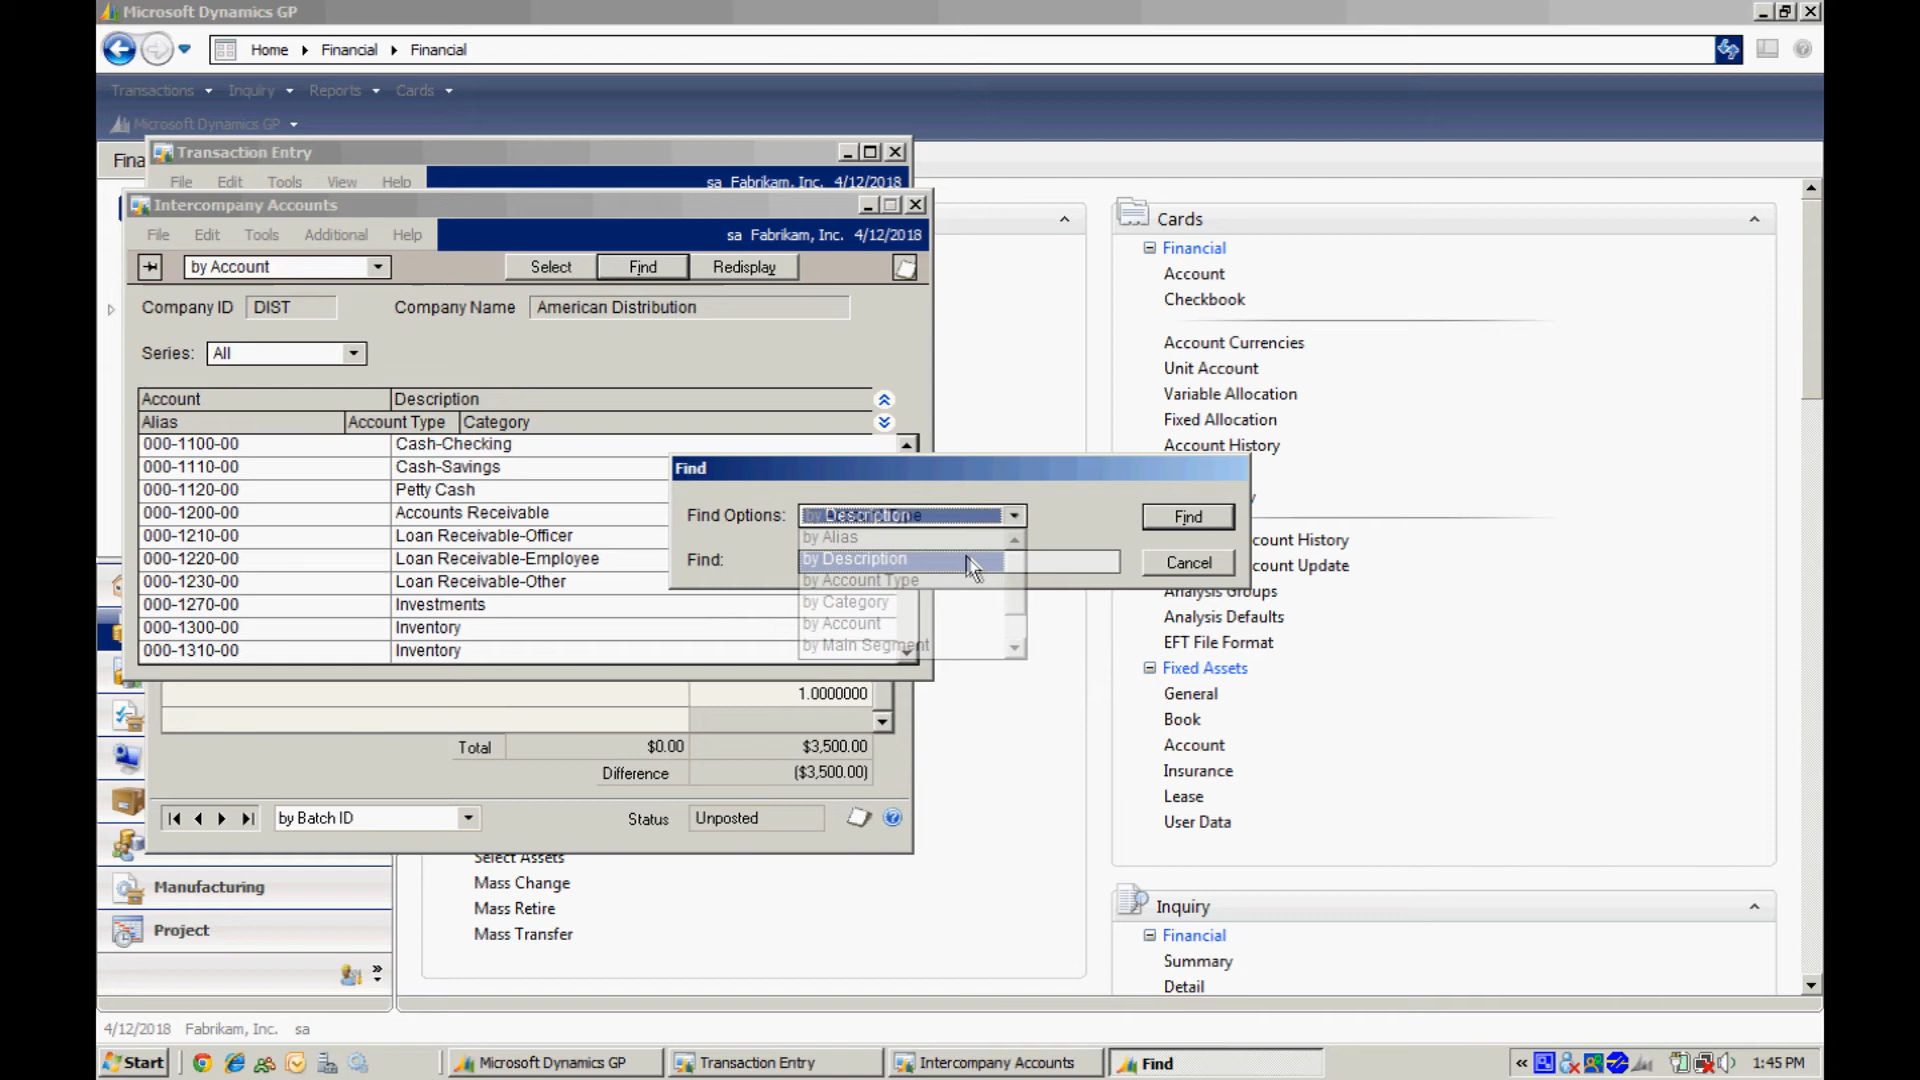 Microsoft Dynamics GP
Home Financial Financial
Transactions Inquiry Reports Cards
Microsoft Dynamics GP
Fina
Transaction Entry
File Edit Tools View Help
sa Fabrikam, Inc. 4/12/2018
Intercompany Accounts
File Edit Tools Additional Help
sa Fabrikam, Inc. 4/12/2018
by Account Select Find Redisplay
Company ID DIST Company Name American Distribution
Series: All
Account Description
Alias Account Type Category
000-1100-00 Cash-Checking
000-1110-00 Cash-Savings
000-1120-00 Petty Cash
000-1200-00 Accounts Receivable
000-1210-00 Loan Receivable-Officer
000-1220-00 Loan Receivable-Employee
000-1230-00 Loan Receivable-Other
000-1270-00 Investments
000-1300-00 Inventory
000-1310-00 Inventory
Find
Find Options: by Description Find
by Alias
Find: by Description Cancel
by Account Type
by Category
by Account
by Main Segment
1.0000000
Total $0.00 $3,500.00
Difference ($3,500.00)
by Batch ID Status Unposted
Select Assets
Mass Change
Mass Retire
Mass Transfer
Manufacturing
Project
Cards
Financial
Account
Checkbook
Account Currencies
Unit Account
Variable Allocation
Fixed Allocation
Account History
count History
count Update
Analysis Groups
Analysis Defaults
EFT File Format
Fixed Assets
General
Book
Account
Insurance
Lease
User Data
Inquiry
Financial
Summary
Detail
4/12/2018 Fabrikam, Inc. sa
Start Microsoft Dynamics GP Transaction Entry Intercompany Accounts Find 1:45 PM